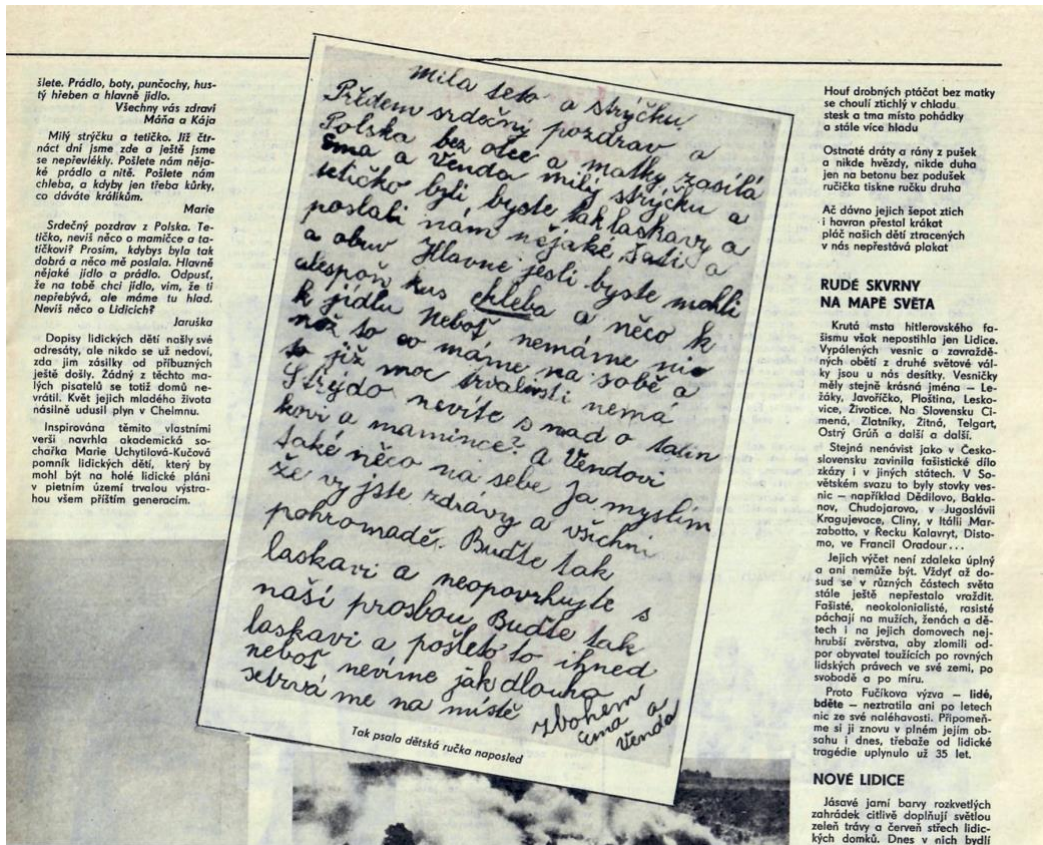 šlete. Prádlo, boty, punčochy, hus-
tý hřeben a hlavně jídlo.
Všechny vás zdraví
Máňa a Kája
Milý strýčku a tetičko. Již čtr-
náct dní jsme zde a ještě jsme
se nepřevlékly. Pošlete nám něja-
ké prádlo a nitě. Pošlete nám
chleba, a kdyby jen třeba kůrky,
co dáváte králíkům.
Marie
Srdečný pozdrav z Polska. Te-
tičko, nevíš něco o mamičce a ta-
tíčkovi? Prosím, kdybys byla tak
dobrá a něco mě poslala. Hlavně
nějaké jídlo a prádlo. Odpusť,
že na tobě chci jídlo, vím, že ti
nepřebývá, ale máme tu hlad.
Nevíš něco o Lidicích?
Jaruška
Dopisy lidických dětí našly své
adresáty, ale nikdo se už nedoví,
zda jim zásilky od příbuzných
ještě došly. Žádný z těchto ma-
lých pisatelů se totiž domů ne-
vrátil. Květ jejich mladého života
násilně udusil plyn v Chelmnu.
Inspirována těmito vlastními
verši navrhla akademická so-
chařka Marie Uchytilová-Kučová
pomník lidických dětí, který by
mohl být na holé lidické pláni
v pietním území trvalou výstra-
hou všem příštím generacím.
Milá teto a strýčku.
Předem srdečný pozdrav a
Polska bez otce a matky zasílá
Ema a Venda milý strýčku a
tetičko byli byste tak laskavy a
poslali nám nějaké šati a
a obuv Hlavně jesli byste mohli
alespoň kus chleba a něco k
k jídlu Neboť nemáme nic
než to co máme na sobě a
to již moc trvalosti nemá
Strejdo nevíte s nad o tatín
kovi a mamince? a Vendovi
také něco na sebe Ja myslím
že vy jste zdrávy a všichni
pohromadě. Buďte tak
laskavi a neopovrhujte s
naší prosbou Buďte tak
laskavi a pošlete to ihned
neboť nevíme jak dlouho
setrvá me na místě zbohem
Ema a
Venda
Tak psala dětská ručka naposled
Houf drobných ptáčat bez matky
se choulí ztichlý v chladu
stesk a tma místo pohádky
a stále více hladu
Ostnaté dráty a rány z pušek
a nikde hvězdy, nikde duha
jen na betonu bez podušek
ručička tiskne ručku druha
Ač dávno jejich šepot ztich
i havran přestal krákat
pláč našich dětí ztracených
v nás nepřestává plakat
RUDÉ SKVRNY
NA MAPĚ SVĚTA
Krutá msta hitlerovského fa-
šismu však nepostihla jen Lidice.
Vypálených vesnic a zavražd��-
ných obětí z druhé světové vál-
ky jsou u nás desítky. Vesničky
měly stejně krásná jména – Le-
žáky, Javoříčko, Ploština, Lesko-
vice, Životice. Na Slovensku Ci-
mená, Zlatníky, Žitná, Telgart,
Ostrý Grúň a další a další.
Stejná nenávist jako v Česko-
slovensku zavinila fašistické dílo
zkázy i v jiných státech. V So-
větském svazu to byly stovky ves-
nic – například Dědilovo, Bakla-
nov, Chudojarovo, v Jugoslávii
Kragujevace, Cliny, v Itálii Mar-
zabotto, v Řecku Kalavryt, Disto-
mo, ve Francii Oradour...
Jejich výčet není zdaleka úplný
a ani nemůže být. Vždyť až do-
sud se v různých částech světa
stále ještě nepřestalo vraždit.
Fašisté, neokolonialisté, rasisté
páchají na mužích, ženách a dě-
tech i na jejich domovech nej-
hrubší zvěrstva, aby zlomili od-
por obyvatel toužících po rovných
lidských právech ve své zemi, po
svobodě a po míru.
Proto Fučíkova výzva – lidé,
bděte – neztratila ani po letech
nic ze své naléhavosti. Připomeň-
me si ji znovu v plném jejím ob-
sahu i dnes, třebaže od lidické
tragédie uplynulo už 35 let.
NOVÉ LIDICE
Jásavé jarní barvy rozkvetlých
zahrádek citlivě doplňují světlou
zeleň trávy a červeň střech lidic-
kých domků. Dnes v nich bydlí